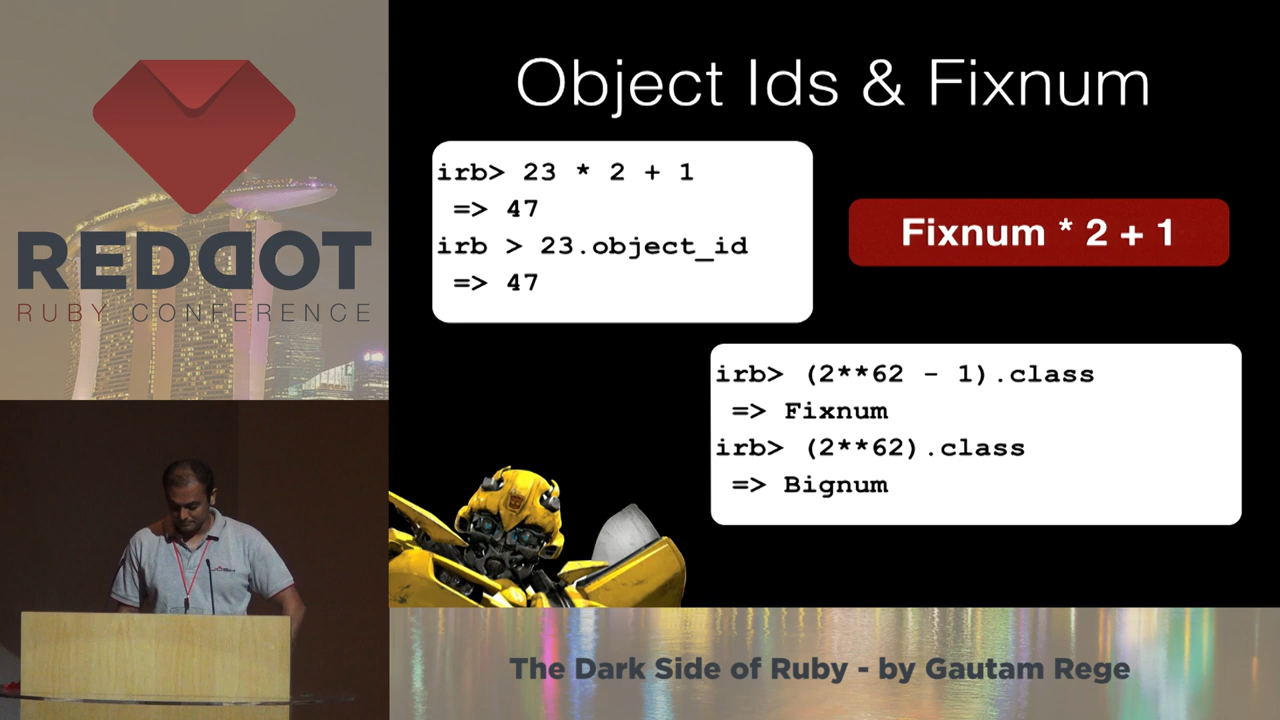 REDDOT
RUBY CONFERENCE
Object Ids & Fixnum
irb> 23 * 2 + 1
=> 47
irb > 23.object_id
=> 47
Fixnum * 2 + 1
irb> (2**62 - 1).class
=> Fixnum
irb> (2**62).class
=> Bignum
The Dark Side of Ruby - by Gautam Rege